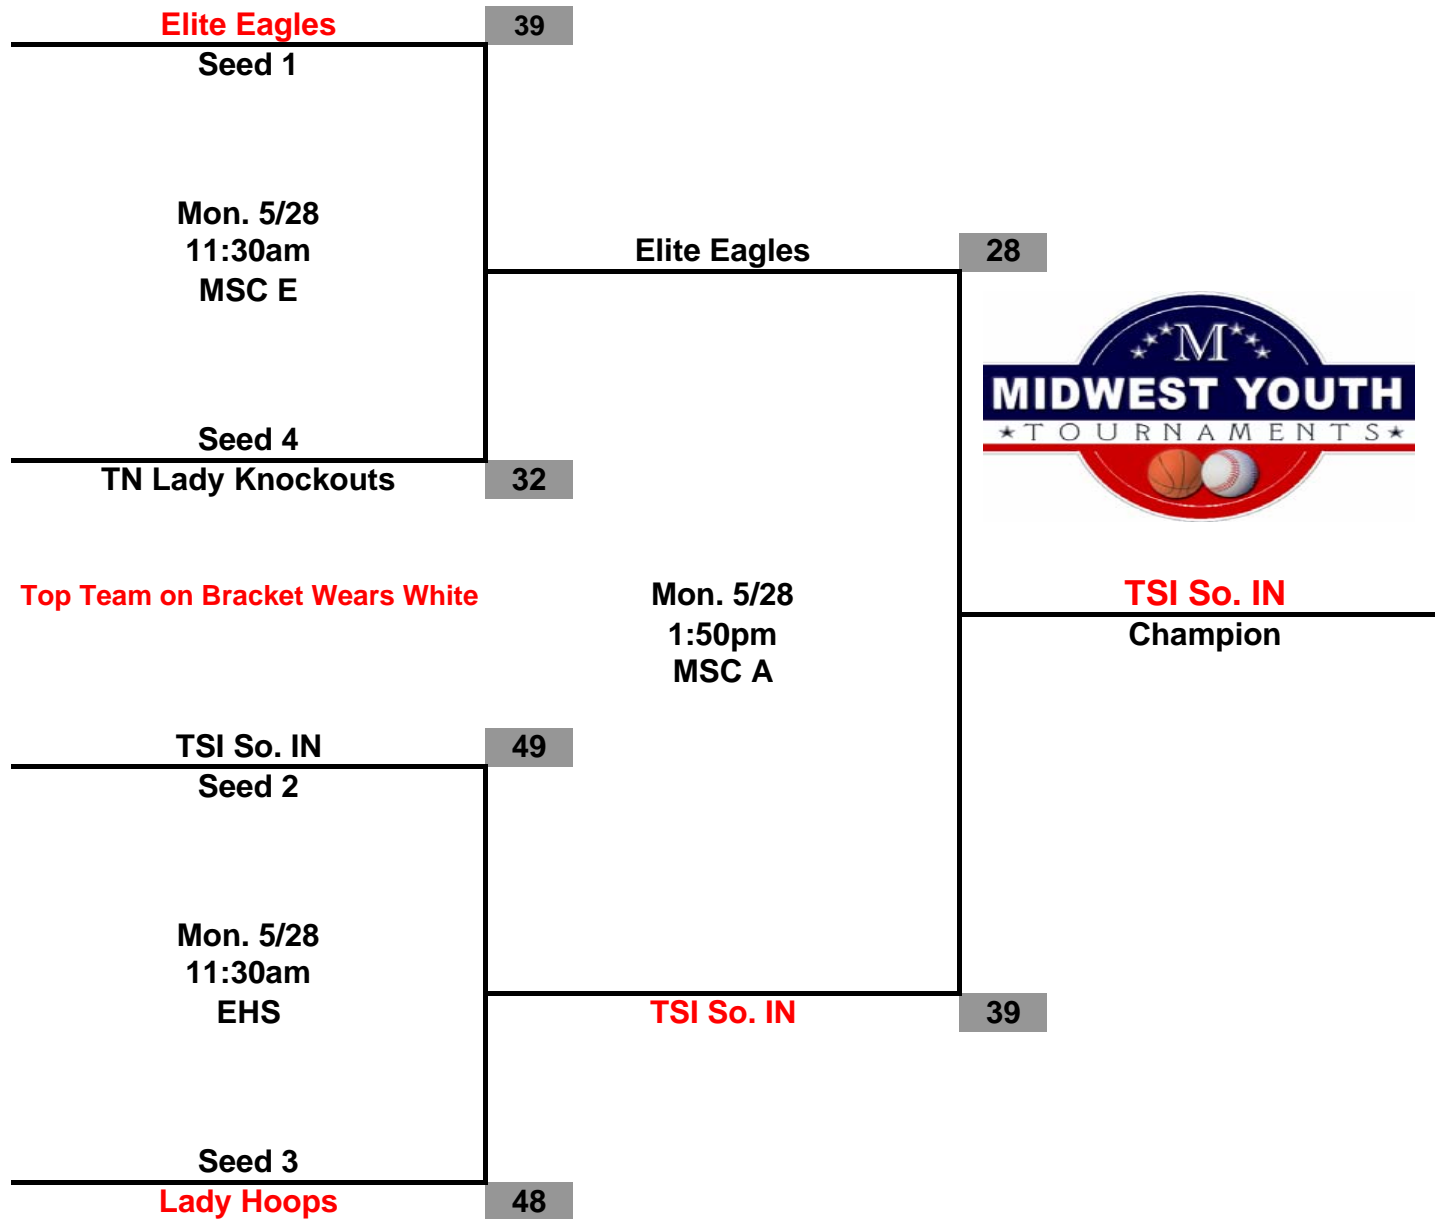 Elite Eagles 39
Seed 1
Mon. 5/28
11:30am
MSC E
Elite Eagles 28
M
MIDWEST YOUTH
TOURNAMENTS
Seed 4
TN Lady Knockouts 32
Top Team on Bracket Wears White
Mon. 5/28
1:50pm
MSC A
TSI So. IN
Champion
TSI So. IN 49
Seed 2
Mon. 5/28
11:30am
EHS
TSI So. IN 39
Seed 3
Lady Hoops 48